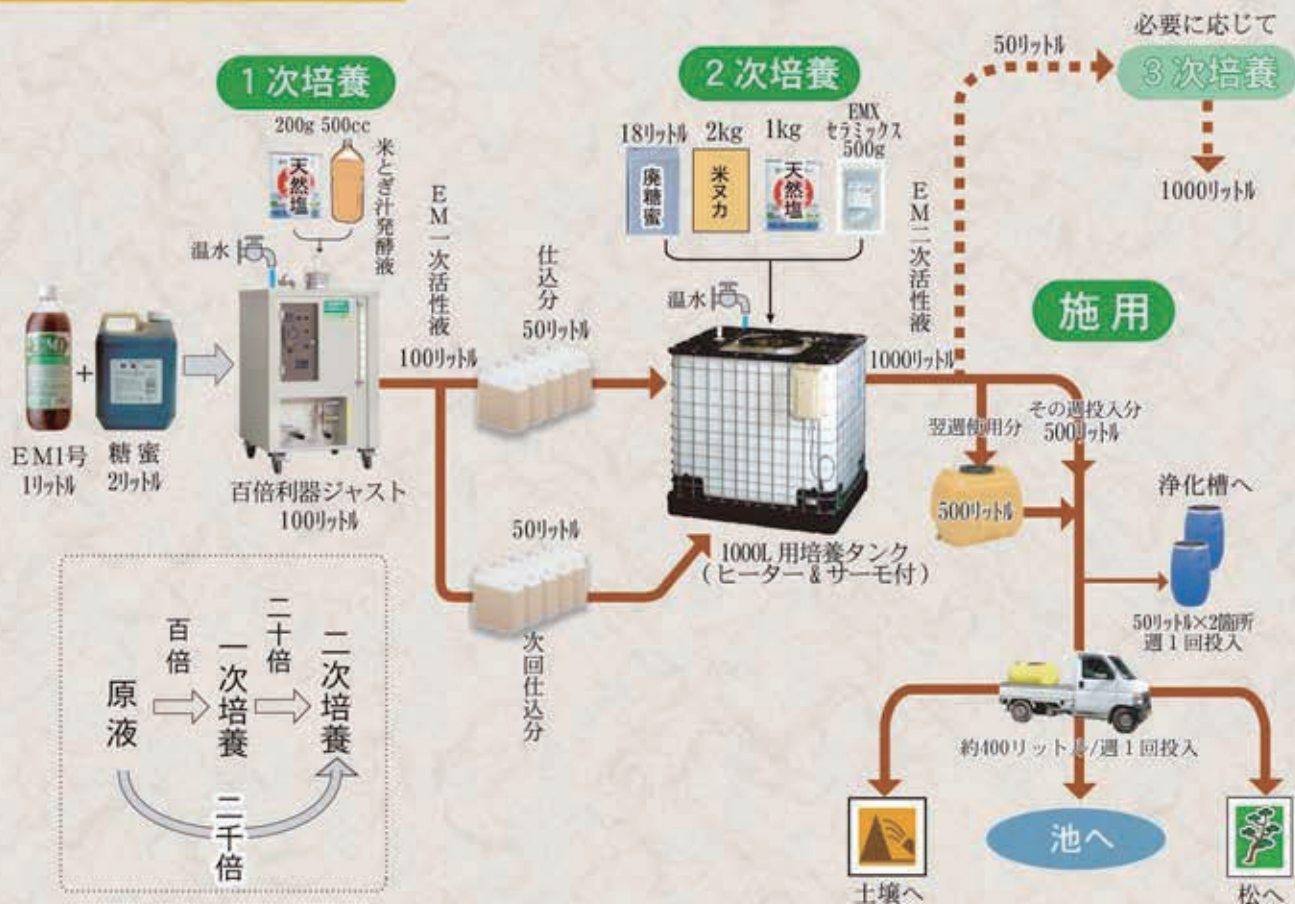 1次培養
200g 500cc
天然塩
米とぎ汁発酵液
温水
EM1号
1リットル
+
糖蜜
2リットル
百倍利器ジャスト
100リットル
EM一次活性液
100リットル
仕込分
50リットル
50リットル
次回仕込分
2次培養
18リットル
廃糖蜜
2kg
米ヌカ
1kg
天然塩
EMX
セラミックス
500g
温水
1000L用培養タンク
(ヒーター&サーモ付)
EM二次活性液
1000リットル
50リットル
必要に応じて
3次培養
1000リットル
施用
翌週使用分
500リットル
その週投入分
500リットル
浄化槽へ
50リットル×2箇所
週1回投入
約400リットル/週1回投入
土壌へ
池へ
松へ
原液
百倍
一次培養
二十倍
二次培養
二千倍